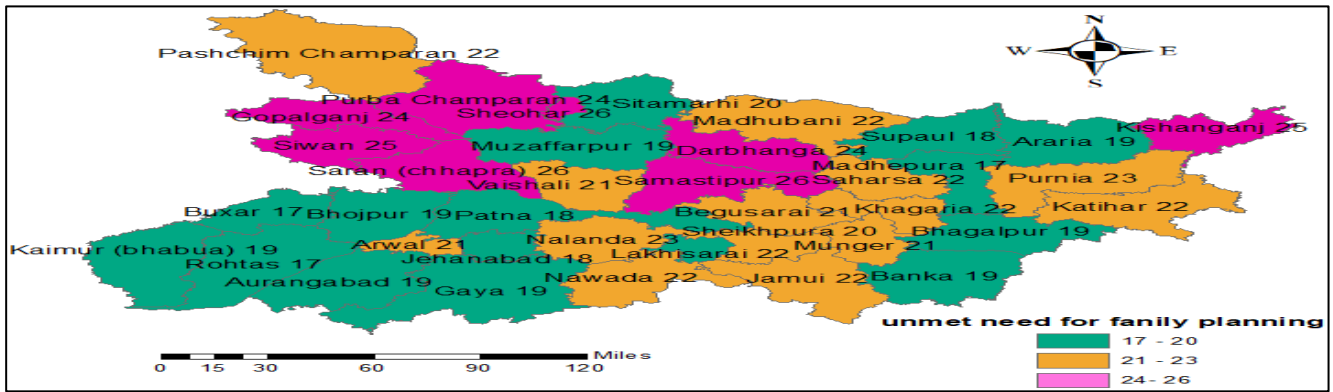 N
W E
S
Pashchim Champaran 22
Purba Champaran 24
Sheohar 26
Sitamarhi 20
Gopalganj 24
Madhubani 22
Kishanganj 25
Siwan 25
Muzaffarpur 19
Darbhanga 24
Supaul 18
Araria 19
Saran (chhapra) 26
Madhepura 17
Vaishali 21
Samastipur 26
Saharsa 22
Purnia 23
Buxar 17
Bhojpur 19
Patna 18
Begusarai 21
Khagaria 22
Katihar 22
Kaimur (bhabua) 19
Arwal 21
Nalanda 23
Sheikhpura 20
Bhagalpur 19
Rohtas 17
Jehanabad 18
Lakhisarai 22
Munger 21
Aurangabad 19
Gaya 19
Nawada 22
Jamui 22
Banka 19
unmet need for fanily planning
17 - 20
21 - 23
24- 26
Miles
0 15 30 60 90 120